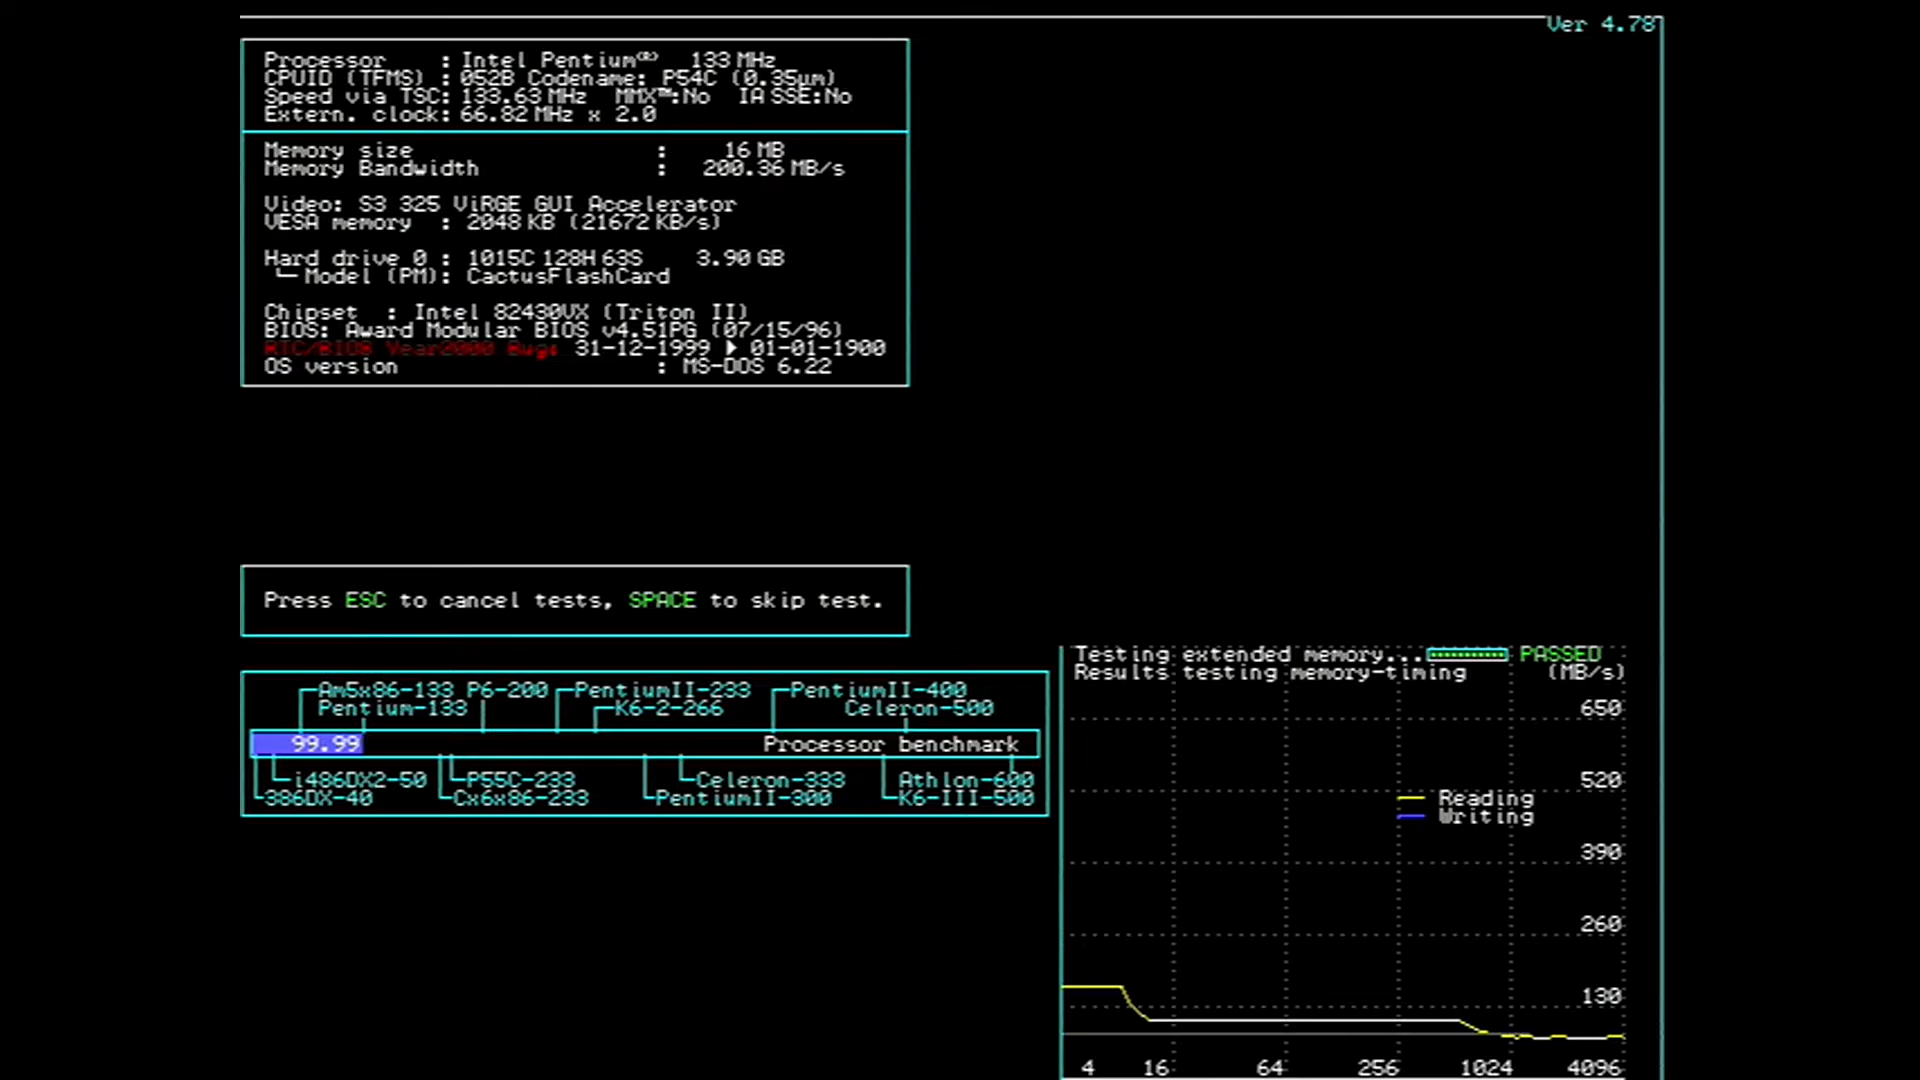 Ver 4.78
Processor : Intel Pentium(R) 133 MHz
CPUID (TFMS) : 052B Codename: P54C (0.35µm)
Speed via TSC: 133.63 MHz MMX™:No IA SSE:No
Extern. clock: 66.82 MHz x 2.0
Memory size : 16 MB
Memory Bandwidth : 200.36 MB/s
Video: S3 325 ViRGE GUI Accelerator
VESA memory : 2048 KB (21672 KB/s)
Hard drive 0 : 1015C 128H 63S 3.90 GB
Model (PM): CactusFlashCard
Chipset : Intel 82430VX (Triton II)
BIOS: Award Modular BIOS v4.51PG (07/15/96)
RTC/BIOS Year2000 Bug: 31-12-1999 ► 01-01-1900
OS version : MS-DOS 6.22
Press ESC to cancel tests, SPACE to skip test.
Am5x86-133 P6-200 PentiumII-233 PentiumII-400
Pentium-133 K6-2-266 Celeron-500
99.99 Processor benchmark
i486DX2-50 P55C-233 Celeron-333 Athlon-600
386DX-40 Cx6x86-233 PentiumII-300 K6-III-500
Testing extended memory... PASSED
Results testing memory-timing (MB/s)
650
520
Reading
Writing
390
260
130
4 16 64 256 1024 4096